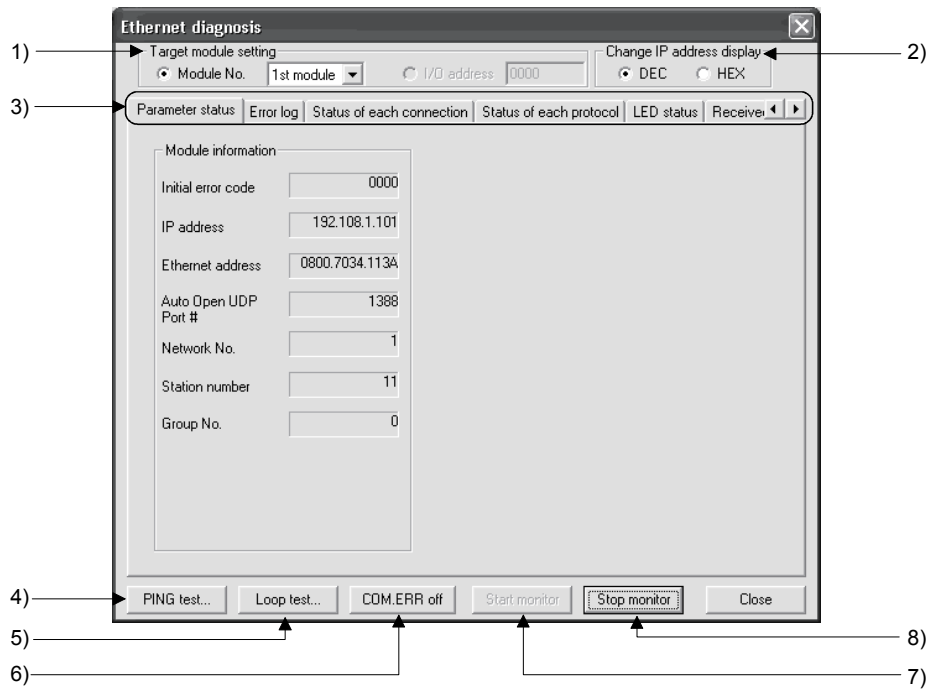 Ethernet diagnosis
1)
Target module setting
Module No.
1st module
I/O address
0000
Change IP address display
DEC
HEX
2)
3)
Parameter status
Error log
Status of each connection
Status of each protocol
LED status
Receive
Module information
Initial error code
0000
IP address
192.108.1.101
Ethernet address
0800.7034.113A
Auto Open UDP
Port #
1388
Network No.
1
Station number
11
Group No.
0
4)
PING test...
Loop test...
COM.ERR off
Start monitor
Stop monitor
Close
5)
8)
6)
7)